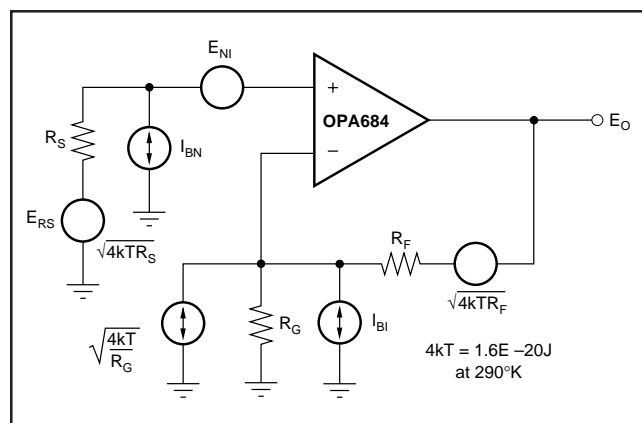 E_NI
+
OPA684
−
E_O
R_S
I_BN
E_RS
√4kTR_S
R_F
√4kTR_F
√4kT/R_G
R_G
I_BI
4kT = 1.6E –20J
at 290°K